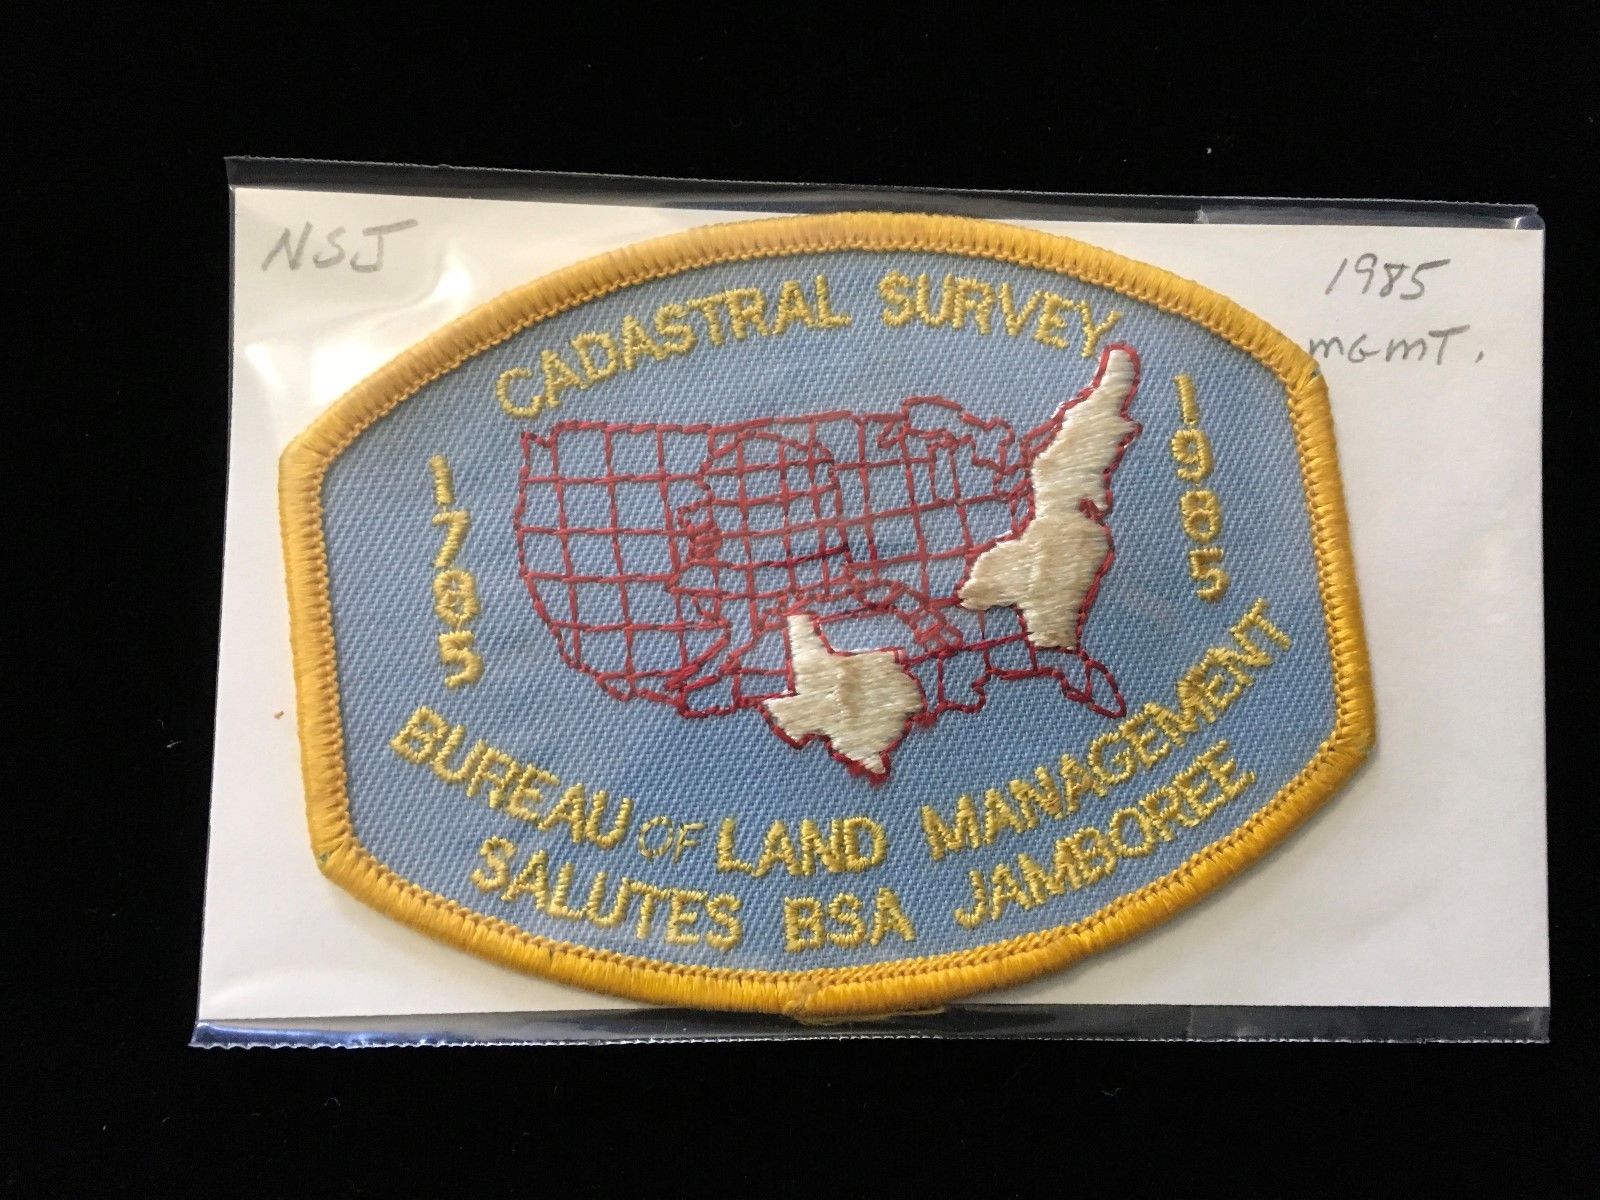 NSJ
1985
MGMT.
CADASTRAL SURVEY
1785
1985
BUREAU OF LAND MANAGEMENT
SALUTES BSA JAMBOREE